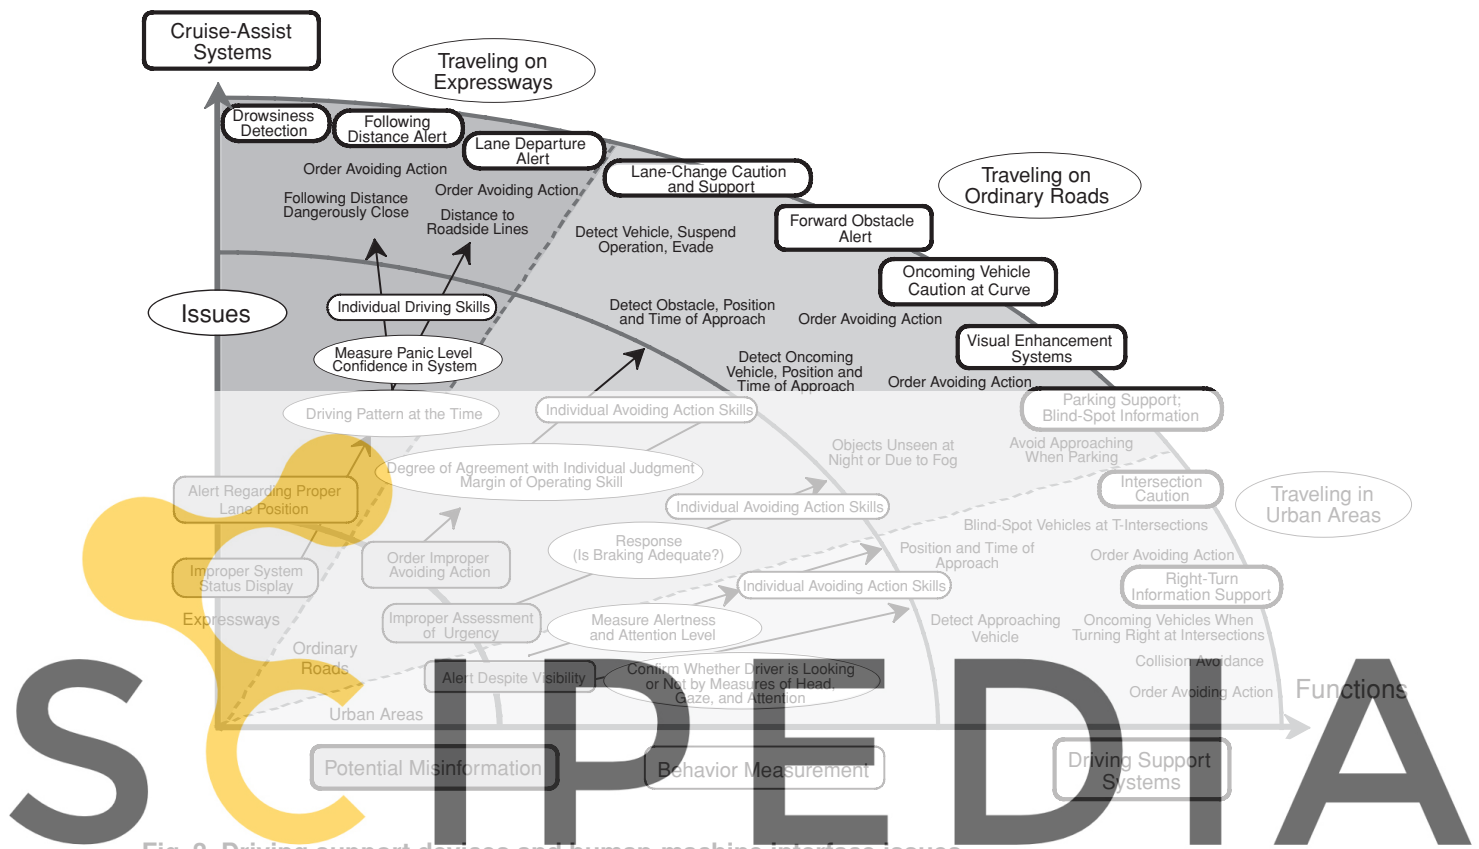 Cruise-Assist
Systems
Traveling on
Expressways
Drowsiness
Detection
Following
Distance Alert
Lane Departure
Alert
Order Avoiding Action
Following Distance
Dangerously Close
Order Avoiding Action
Distance to
Roadside Lines
Lane-Change Caution
and Support
Traveling on
Ordinary Roads
Detect Vehicle, Suspend
Operation, Evade
Forward Obstacle
Alert
Oncoming Vehicle
Caution at Curve
Issues
Individual Driving Skills
Detect Obstacle, Position
and Time of Approach
Order Avoiding Action
Visual Enhancement
Systems
Measure Panic Level
Confidence in System
Detect Oncoming
Vehicle, Position and
Time of Approach
Order Avoiding Action
Driving Pattern at the Time
Individual Avoiding Action Skills
Parking Support;
Blind-Spot Information
Objects Unseen at
Night or Due to Fog
Avoid Approaching
When Parking
Degree of Agreement with Individual Judgment
Margin of Operating Skill
Alert Regarding Proper
Lane Position
Individual Avoiding Action Skills
Intersection
Caution
Traveling in
Urban Areas
Blind-Spot Vehicles at T-Intersections
Response
(Is Braking Adequate?)
Position and Time of
Approach
Order Avoiding Action
Order Improper
Avoiding Action
Improper System
Status Display
Individual Avoiding Action Skills
Right-Turn
Information Support
Expressways
Improper Assessment
of Urgency
Measure Alertness
and Attention Level
Detect Approaching
Vehicle
Oncoming Vehicles When
Turning Right at Intersections
Ordinary
Roads
Collision Avoidance
Alert Despite Visibility
Confirm Whether Driver is Looking
or Not by Measures of Head,
Gaze, and Attention
Order Avoiding Action
Functions
Urban Areas
Potential Misinformation
Behavior Measurement
Driving Support
Systems
SCIPEDIA
Driving support devices and human-machine interface issues